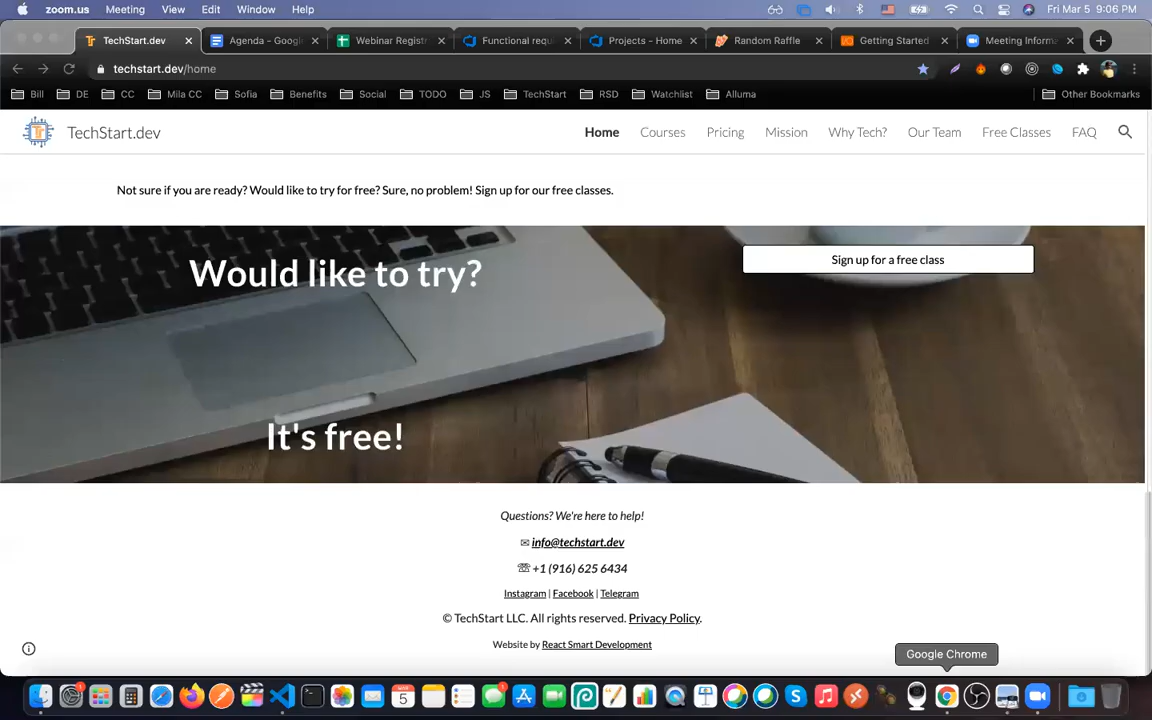 zoom.us Meeting View Edit Window Help Fri Mar 5 9:06 PM
TechStart.dev Agenda - Googl Webinar Registr Functional requ Projects - Home Random Raffle Getting Started Meeting Informa
techstart.dev/home
Bill DE CC Mila CC Sofia Benefits Social TODO JS TechStart RSD Watchlist Alluma Other Bookmarks
Tr TechStart.dev Home Courses Pricing Mission Why Tech? Our Team Free Classes FAQ
Not sure if you are ready? Would like to try for free? Sure, no problem! Sign up for our free classes.
Would like to try?
Sign up for a free class
It's free!
Questions? We're here to help!
✉ info@techstart.dev
☏ +1 (916) 625 6434
Instagram | Facebook | Telegram
© TechStart LLC. All rights reserved. Privacy Policy.
Website by React Smart Development
Google Chrome